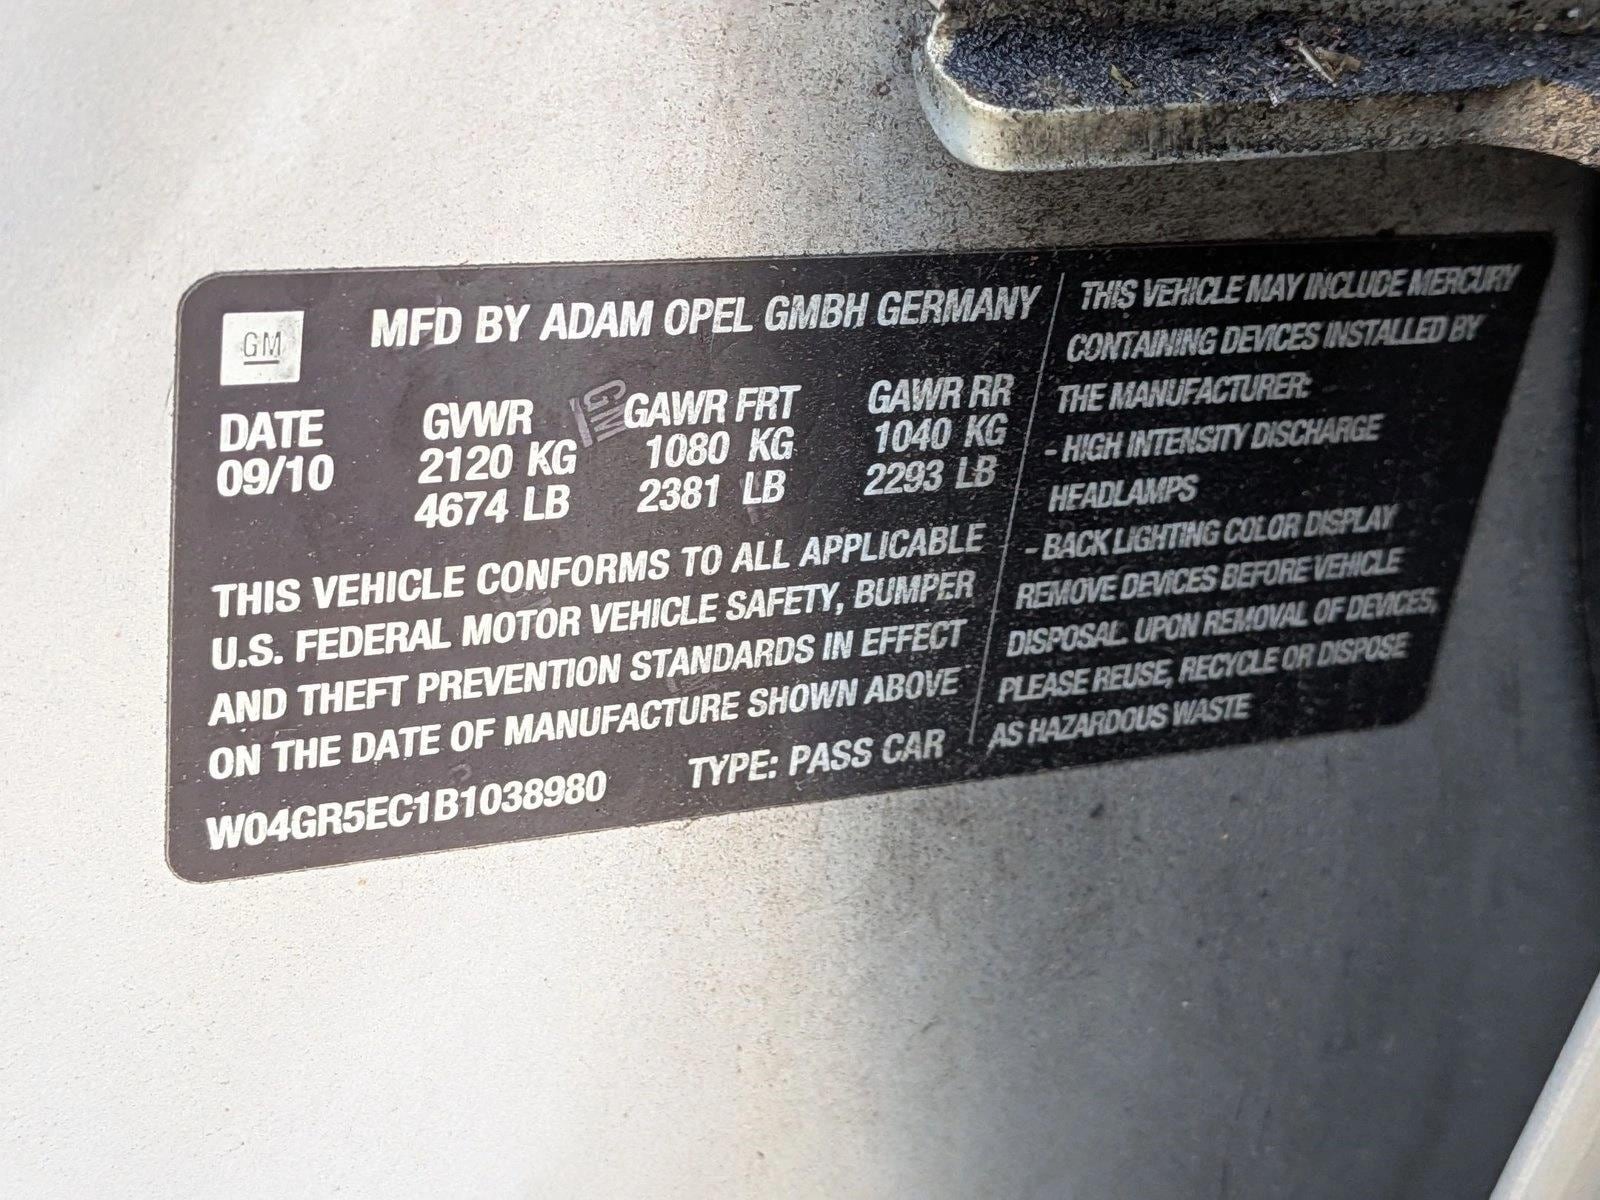 GM
MFD BY ADAM OPEL GMBH GERMANY
DATE GVWR GAWR FRT GAWR RR
09/10 2120 KG 1080 KG 1040 KG
4674 LB 2381 LB 2293 LB
THIS VEHICLE CONFORMS TO ALL APPLICABLE
U.S. FEDERAL MOTOR VEHICLE SAFETY, BUMPER
AND THEFT PREVENTION STANDARDS IN EFFECT
ON THE DATE OF MANUFACTURE SHOWN ABOVE
W04GR5EC1B1038980 TYPE: PASS CAR
THIS VEHICLE MAY INCLUDE MERCURY
CONTAINING DEVICES INSTALLED BY
THE MANUFACTURER:
- HIGH INTENSITY DISCHARGE
HEADLAMPS
- BACK LIGHTING COLOR DISPLAY
REMOVE DEVICES BEFORE VEHICLE
DISPOSAL. UPON REMOVAL OF DEVICES,
PLEASE REUSE, RECYCLE OR DISPOSE
AS HAZARDOUS WASTE
GM